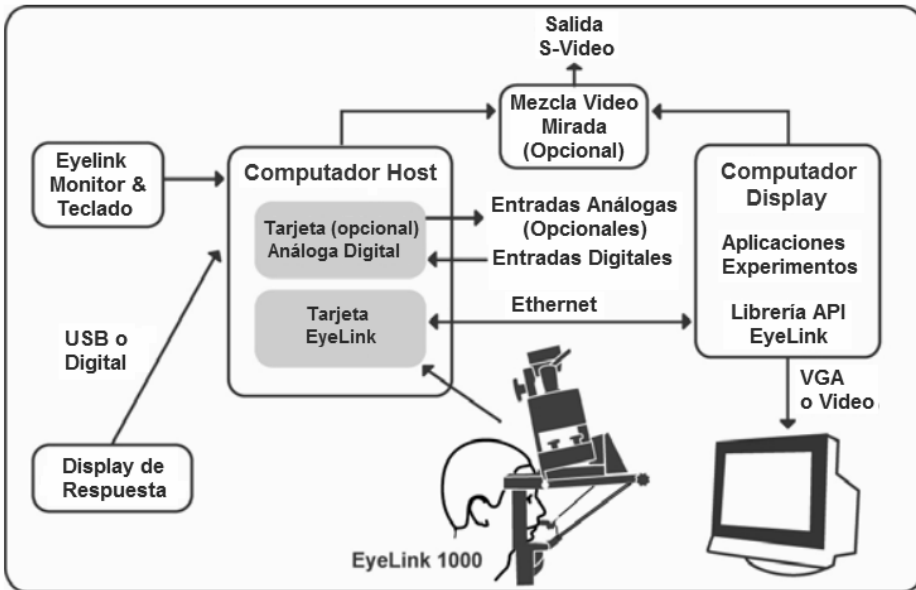 Salida
S-Video
Mezcla Video
Mirada
(Opcional)
Eyelink
Monitor &
Teclado
Computador Host
Tarjeta (opcional)
Análoga Digital
Tarjeta
EyeLink
Entradas Análogas
(Opcionales)
Entradas Digitales
Ethernet
Computador
Display
Aplicaciones
Experimentos
Librería API
EyeLink
USB o
Digital
VGA
o Video
Display de
Respuesta
EyeLink 1000